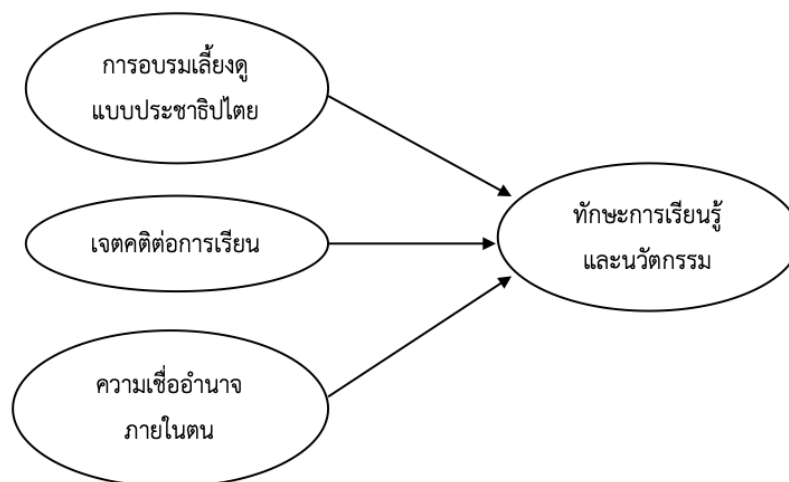 การอบรมเลี้ยงดู
แบบประชาธิปไตย
เจตคติต่อการเรียน
ความเชื่ออำนาจ
ภายในตน
ทักษะการเรียนรู้
และนวัตกรรม